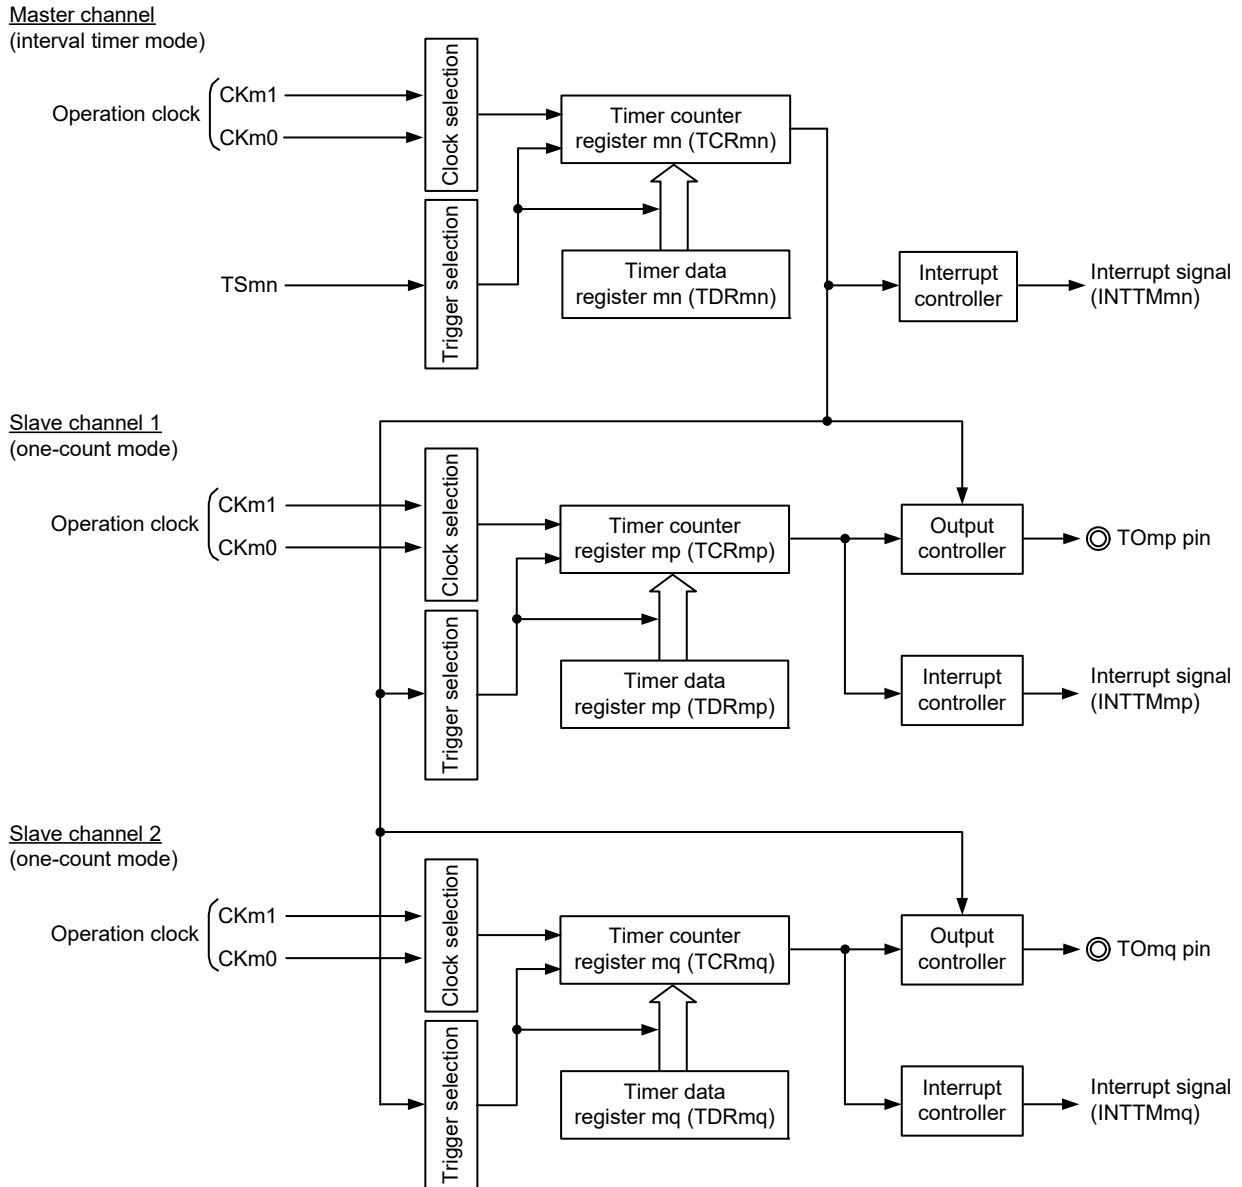 Master channel
(interval timer mode)
Operation clock
CKm1
CKm0
Clock selection
Timer counter
register mn (TCRmn)
TSmn
Trigger selection
Timer data
register mn (TDRmn)
Interrupt
controller
Interrupt signal
(INTTMmn)
Slave channel 1
(one-count mode)
Operation clock
CKm1
CKm0
Clock selection
Timer counter
register mp (TCRmp)
Output
controller
TOmp pin
Trigger selection
Timer data
register mp (TDRmp)
Interrupt
controller
Interrupt signal
(INTTMmp)
Slave channel 2
(one-count mode)
Operation clock
CKm1
CKm0
Clock selection
Timer counter
register mq (TCRmq)
Output
controller
TOmq pin
Trigger selection
Timer data
register mq (TDRmq)
Interrupt
controller
Interrupt signal
(INTTMmq)